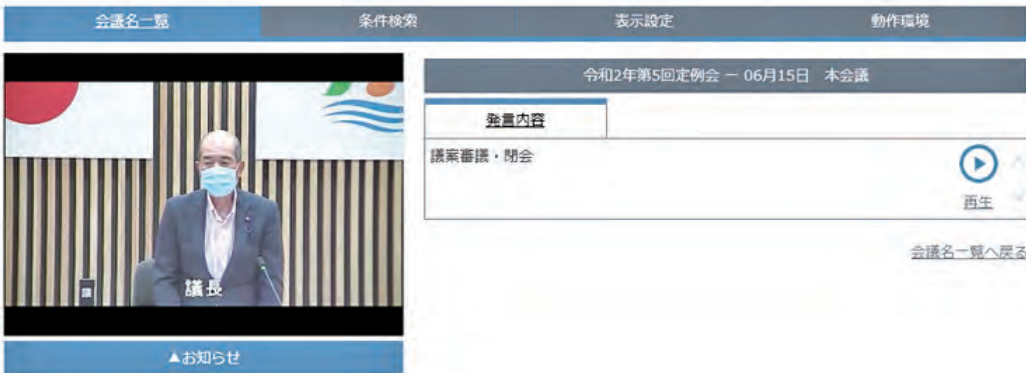 会議名一覧 条件検索 表示設定 動作環境
令和2年第5回定例会 － 06月15日 本会議
発言内容
議案審議・閉会
再生
会議名一覧へ戻る
議長
▲お知らせ